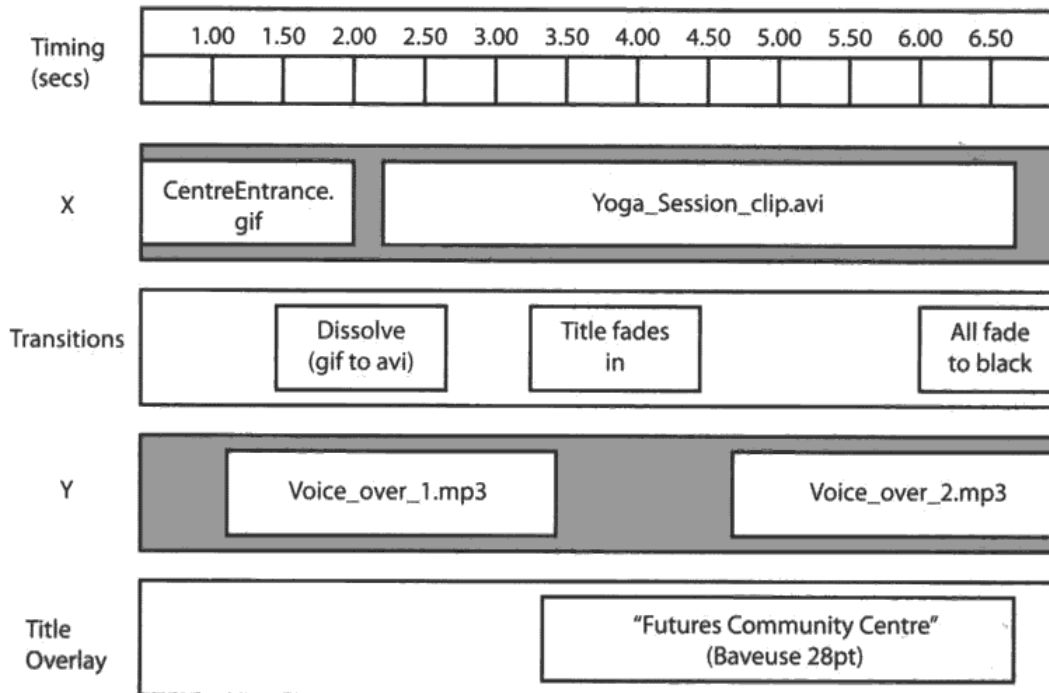 Timing
(secs)
1.00 1.50 2.00 2.50 3.00 3.50 4.00 4.50 5.00 5.50 6.00 6.50
X
CentreEntrance.
gif
Yoga_Session_clip.avi
Transitions
Dissolve
(gif to avi)
Title fades
in
All fade
to black
Y
Voice_over_1.mp3
Voice_over_2.mp3
Title
Overlay
"Futures Community Centre"
(Baveuse 28pt)